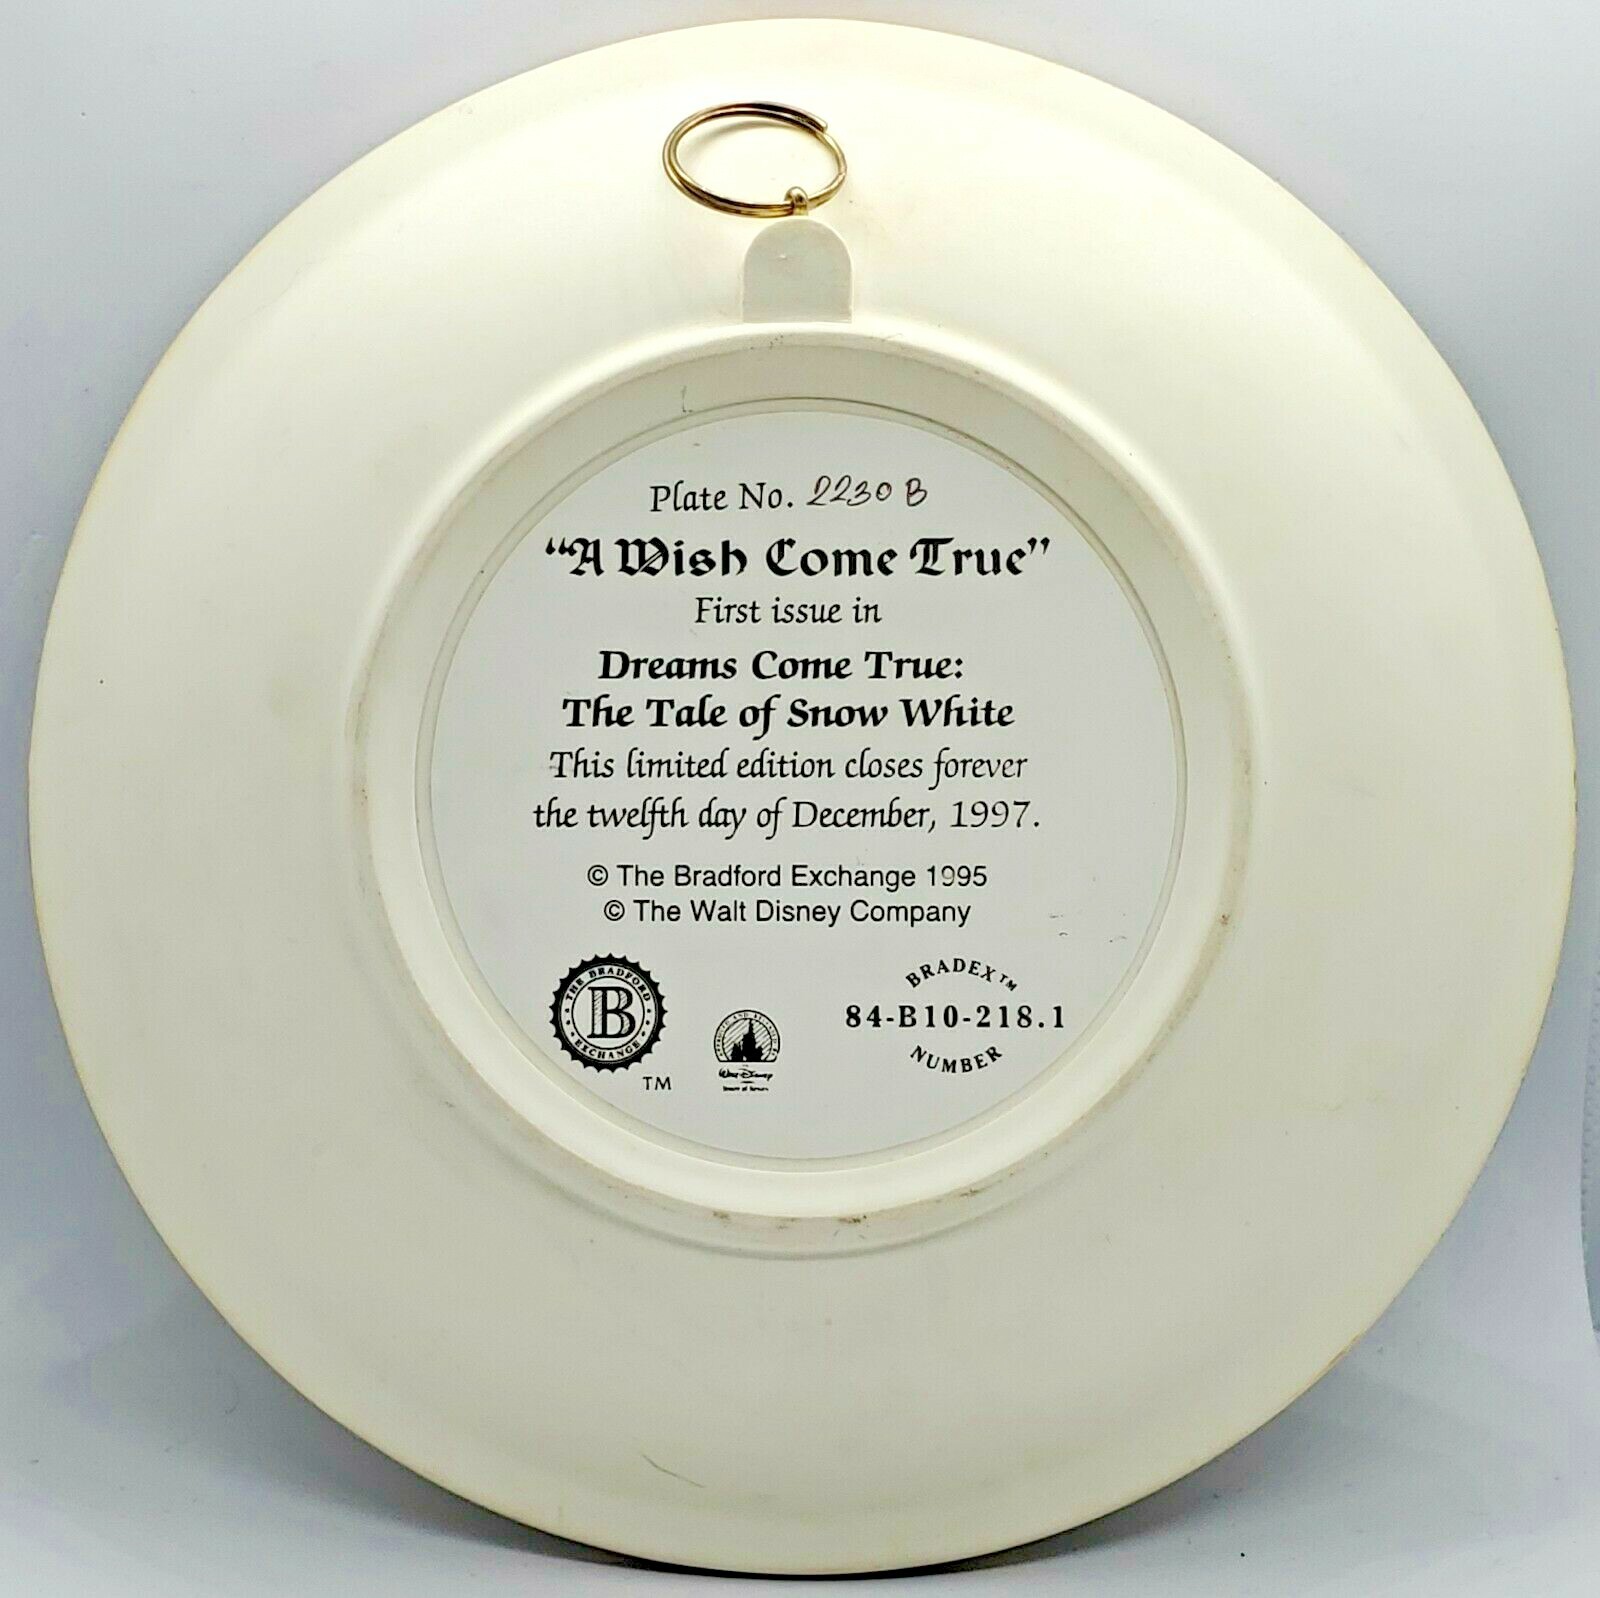 Plate No. 2230 B
"A Wish Come True"
First issue in
Dreams Come True:
The Tale of Snow White
This limited edition closes forever
the twelfth day of December, 1997.
© The Bradford Exchange 1995
© The Walt Disney Company
THE BRADFORD
B
EXCHANGE
TM
Walt Disney
BRADEX™
84-B10-218.1
NUMBER